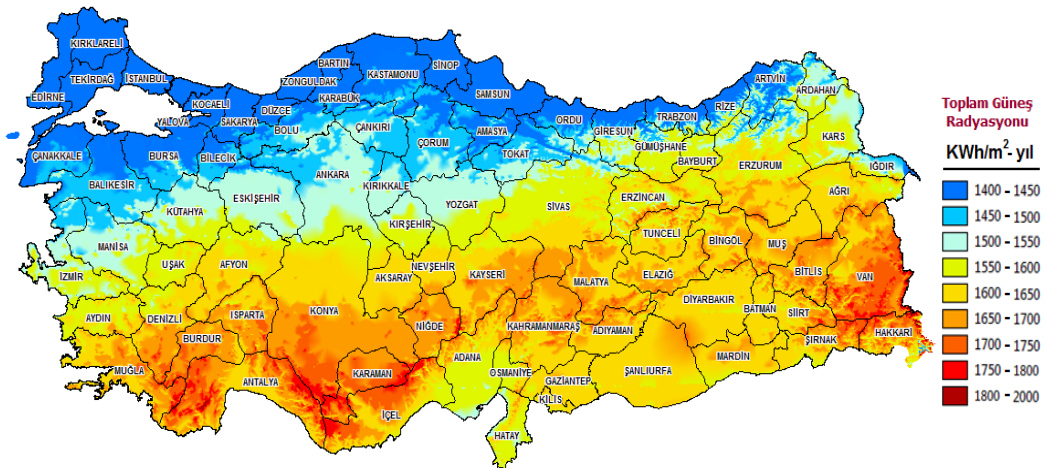 KIRKLARELİ
TEKİRDAĞ
İSTANBUL
EDİRNE
KOCAELİ
YALOVA
SAKARYA
DÜZCE
ZONGULDAK
BARTIN
KARABÜK
KASTAMONU
SİNOP
SAMSUN
BOLU
ÇANKIRI
ÇORUM
AMASYA
TOKAT
ORDU
GİRESUN
TRABZON
RİZE
ARTVİN
ARDAHAN
GÜMÜŞHANE
BAYBURT
KARS
ERZURUM
IĞDIR
AĞRI
ÇANAKKALE
BURSA
BİLECİK
BALIKESİR
KÜTAHYA
ESKİŞEHİR
ANKARA
KIRIKKALE
KIRŞEHİR
YOZGAT
SİVAS
ERZİNCAN
TUNCELİ
BİNGÖL
MUŞ
BİTLİS
VAN
MANİSA
İZMİR
UŞAK
AFYON
AKSARAY
NEVŞEHİR
KAYSERİ
MALATYA
ELAZIĞ
DİYARBAKIR
BATMAN
SİİRT
ŞIRNAK
HAKKARİ
AYDIN
DENİZLİ
ISPARTA
BURDUR
KONYA
NİĞDE
KAHRAMANMARAŞ
ADIYAMAN
MARDİN
MUĞLA
ANTALYA
KARAMAN
İÇEL
ADANA
OSMANİYE
GAZİANTEP
KİLİS
ŞANLIURFA
HATAY
Toplam Güneş
Radyasyonu
KWh/m²- yıl
1400 - 1450
1450 - 1500
1500 - 1550
1550 - 1600
1600 - 1650
1650 - 1700
1700 - 1750
1750 - 1800
1800 - 2000